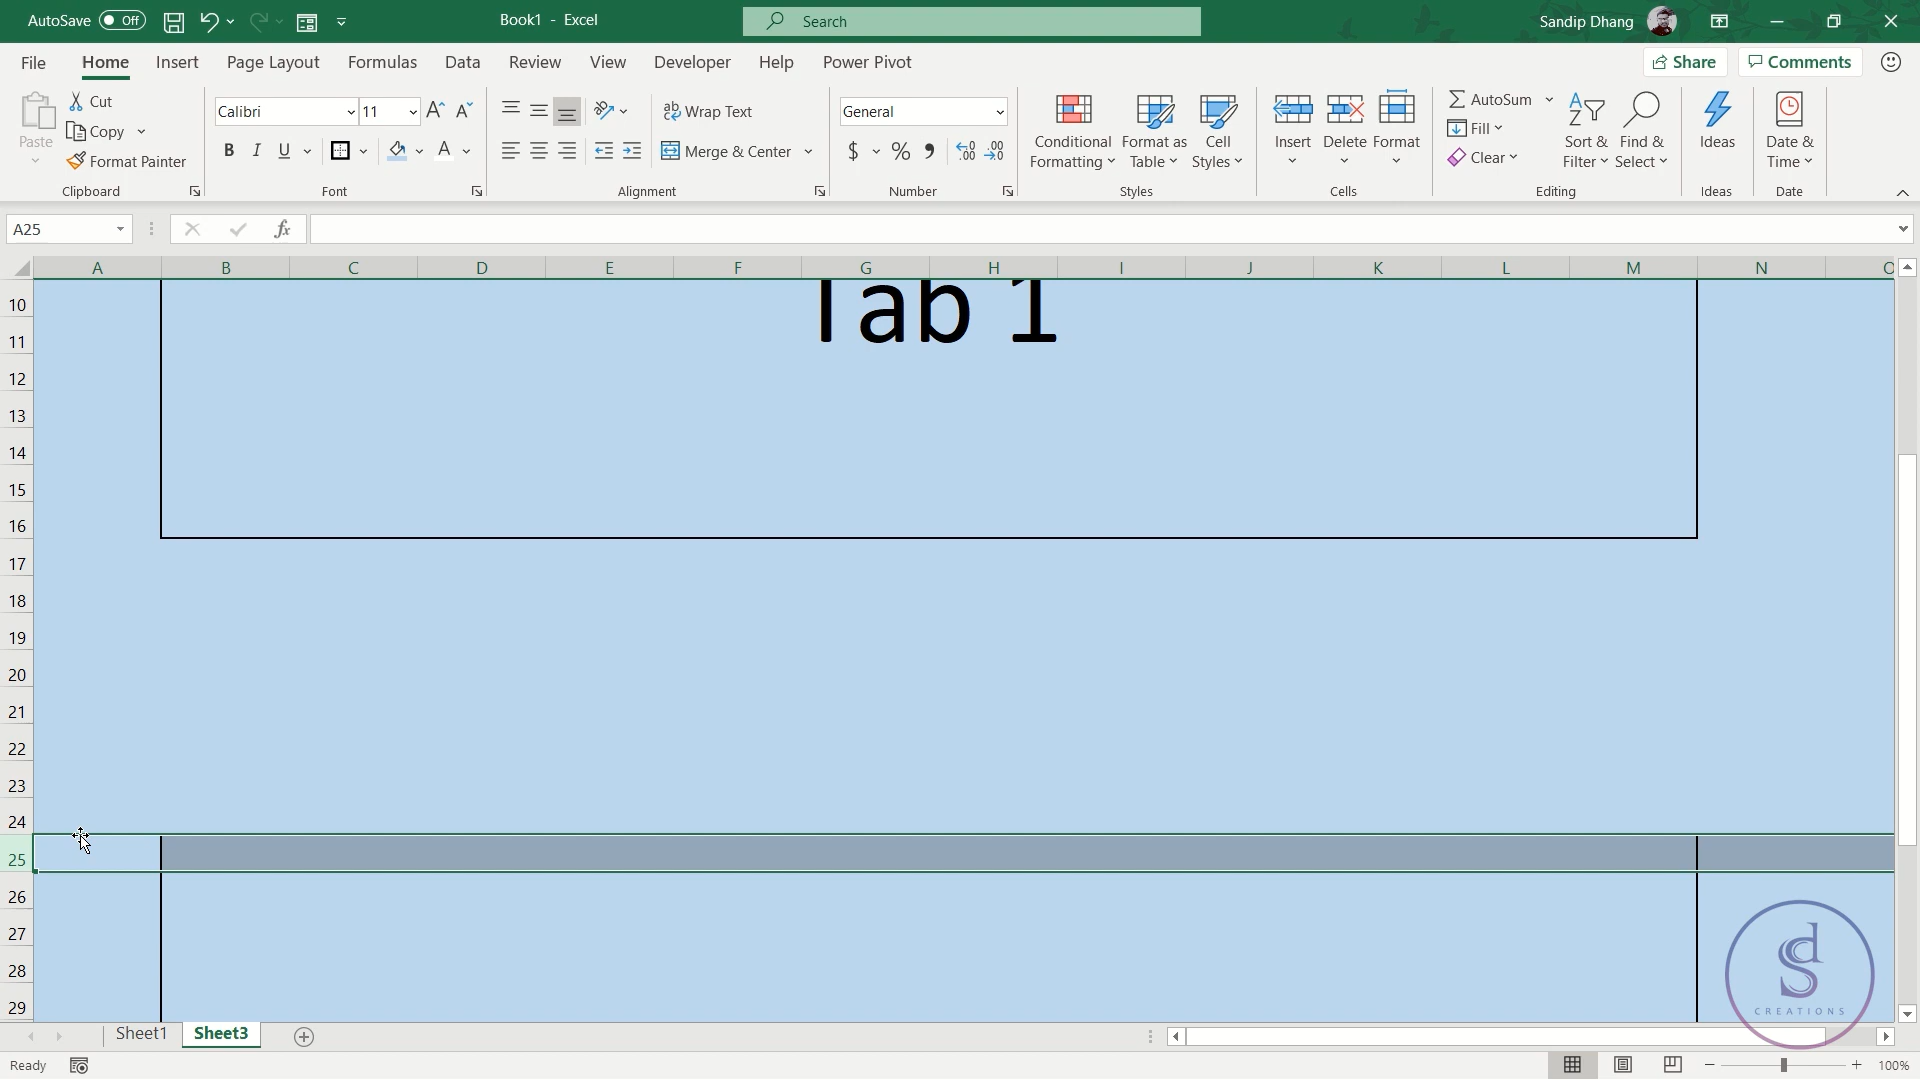 AutoSave Off Book1 - Excel Search Sandip Dhang
File Home Insert Page Layout Formulas Data Review View Developer Help Power Pivot Share Comments
Paste
Cut
Copy
Format Painter
Clipboard
Calibri 11 A A
B I U A
Font
ab Wrap Text
Merge & Center
Alignment
General
$ % 9 .00 .00
Number
Conditional Formatting
Format as Table
Cell Styles
Styles
Insert
Delete
Format
Cells
AutoSum
Fill
Clear
Sort & Filter
Find & Select
Editing
Ideas
Ideas
Date & Time
Date
A25 fx
A B C D E F G H I J K L M N O
10
Tab 1
11
12
13
14
15
16
17
18
19
20
21
22
23
24
25
26
27
28
29
CREATIONS
Sheet1 Sheet3
Ready 100%